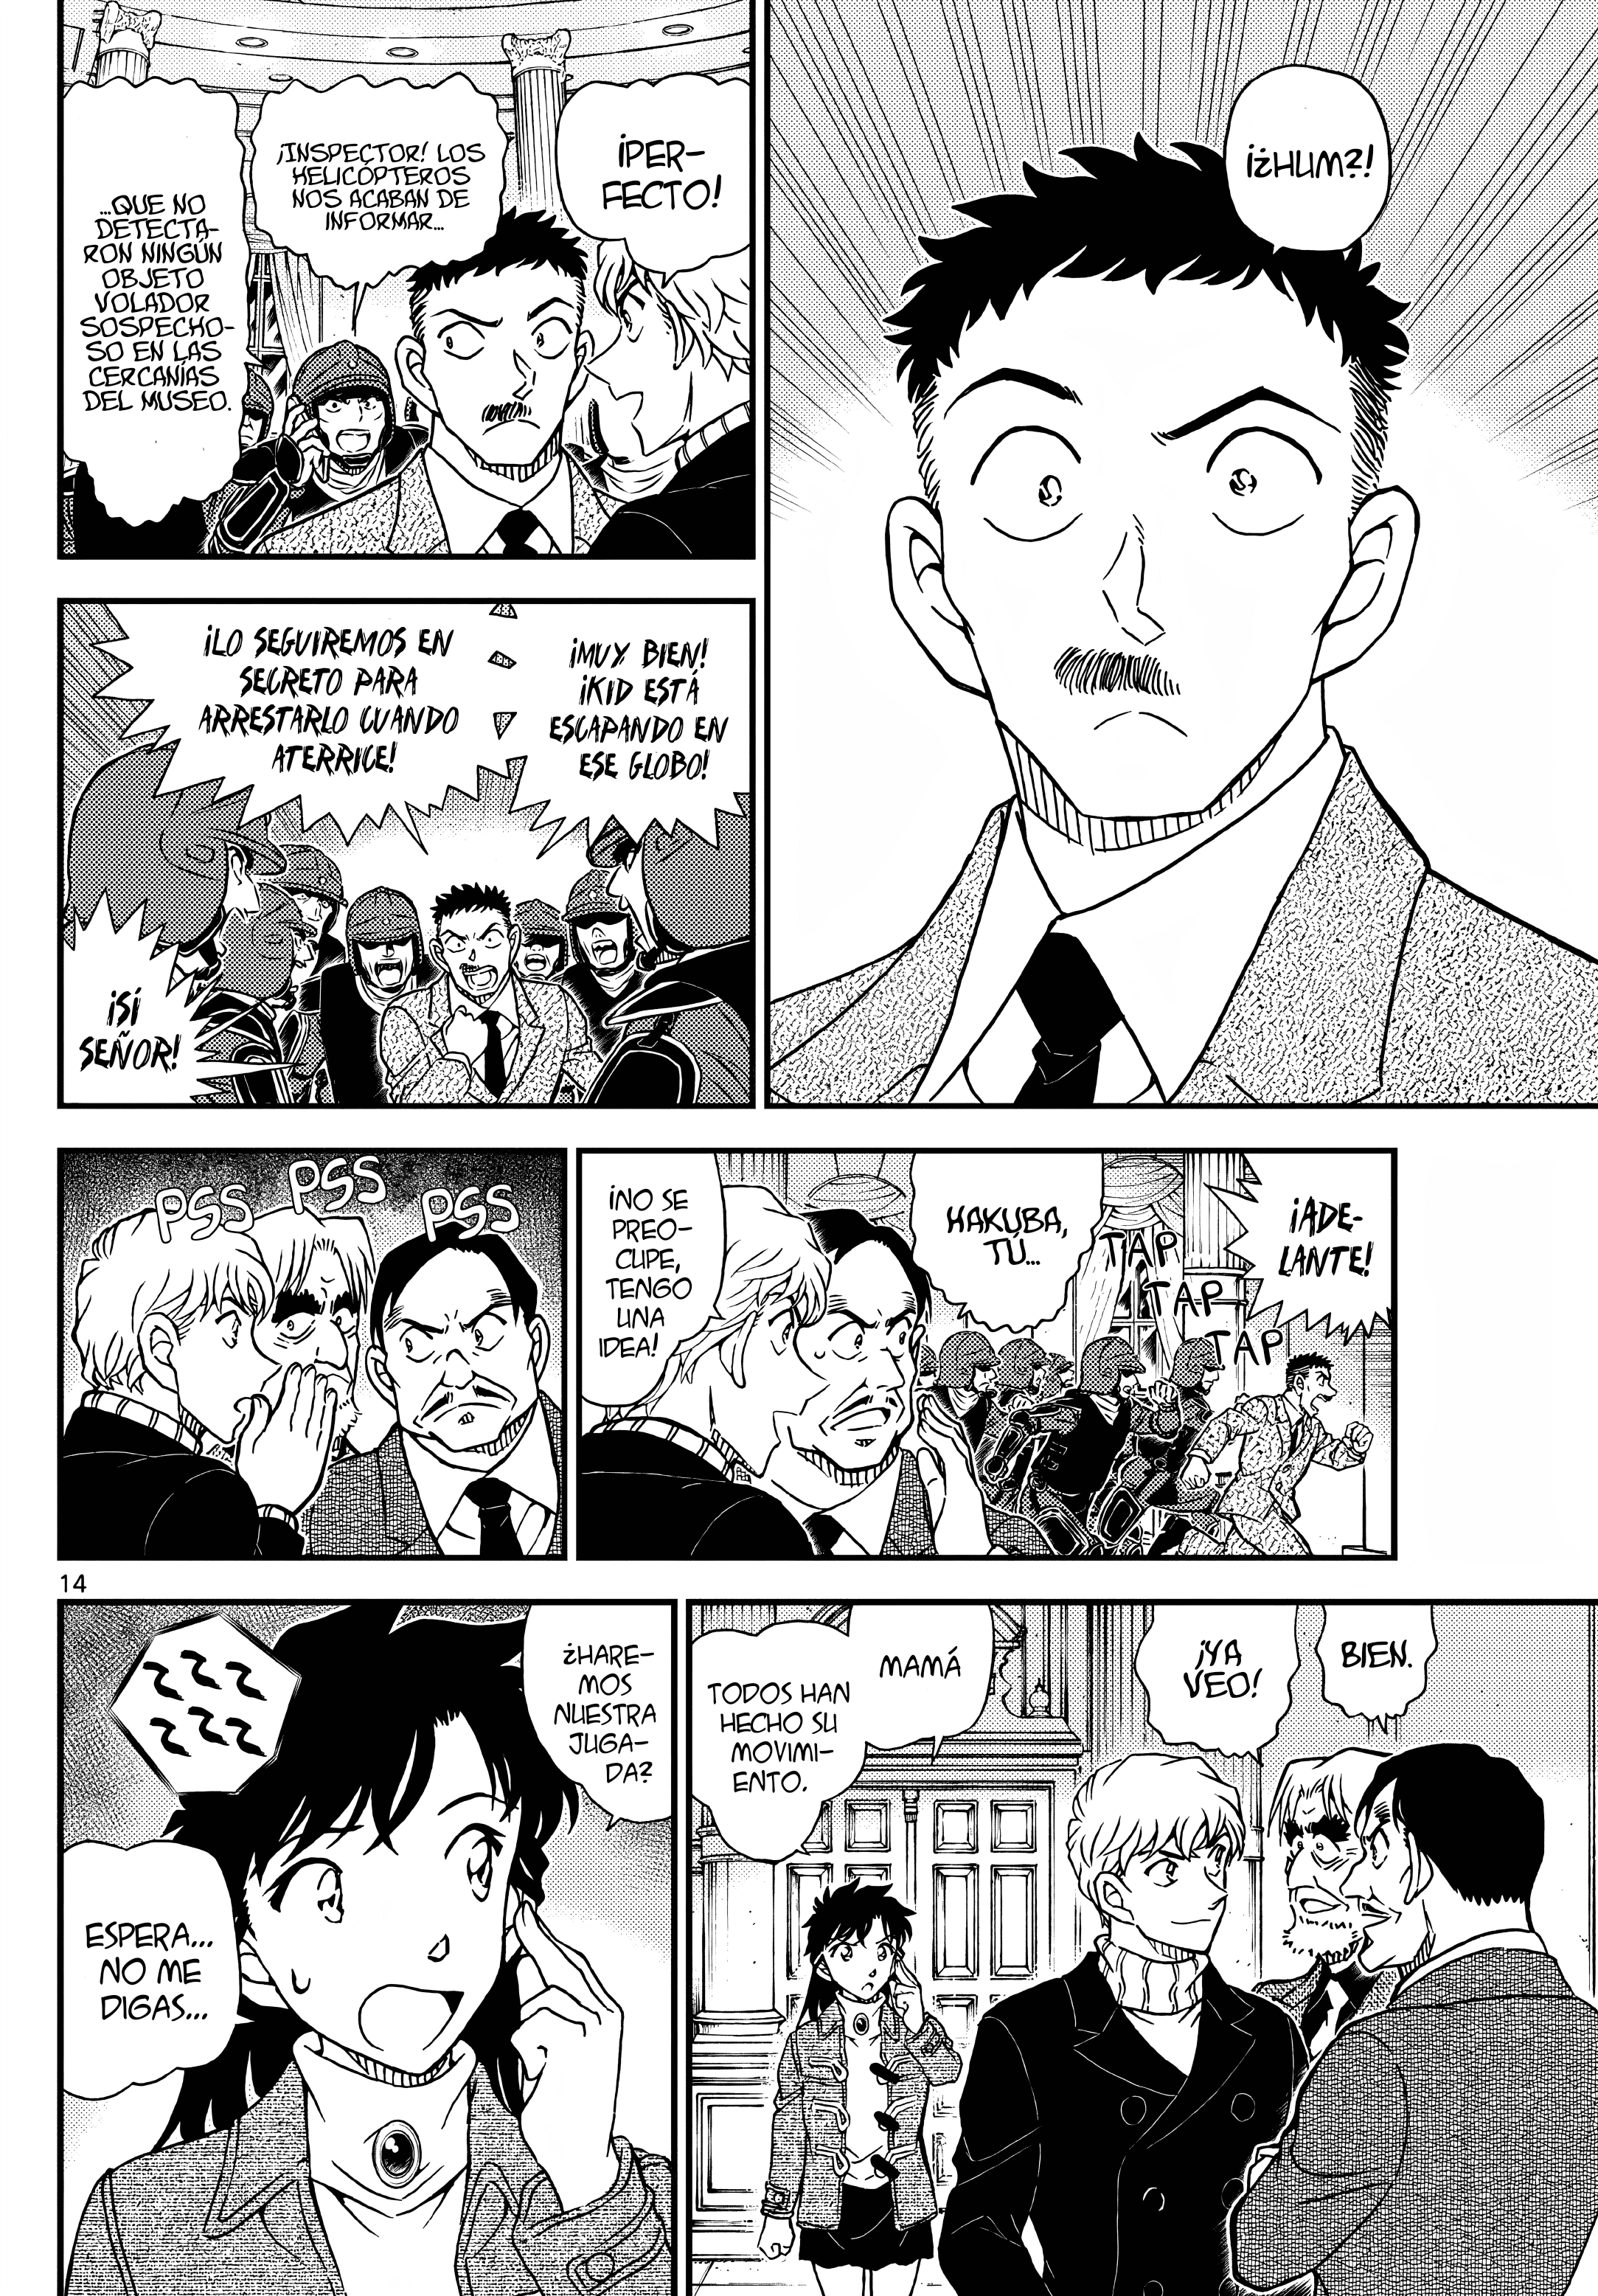 ¡¿HUM?!
¡PER-
FECTO!
¡INSPECTOR! LOS
HELICÓPTEROS
NOS ACABAN DE
INFORMAR...
...QUE NO
DETECTA-
RON NINGÚN
OBJETO
VOLADOR
SOSPECHO-
SO EN LAS
CERCANÍAS
DEL MUSEO.
¡MUY BIEN!
¡KID ESTÁ
ESCAPANDO EN
ESE GLOBO!
¡LO SEGUIREMOS EN
SECRETO PARA
ARRESTARLO CUANDO
ATERRICE!
¡SÍ
SEÑOR!
¡ADE-
LANTE!
TAP
TAP
TAP
HAKUBA,
TÚ...
¡NO SE
PREO-
CUPE,
TENGO
UNA
IDEA!
PSS
PSS
PSS
14
BIEN.
¡YA
VEO!
MAMÁ
TODOS HAN
HECHO SU
MOVIMI-
ENTO.
¿HARE-
MOS
NUESTRA
JUGA-
DA?
ESPERA...
NO ME
DIGAS...